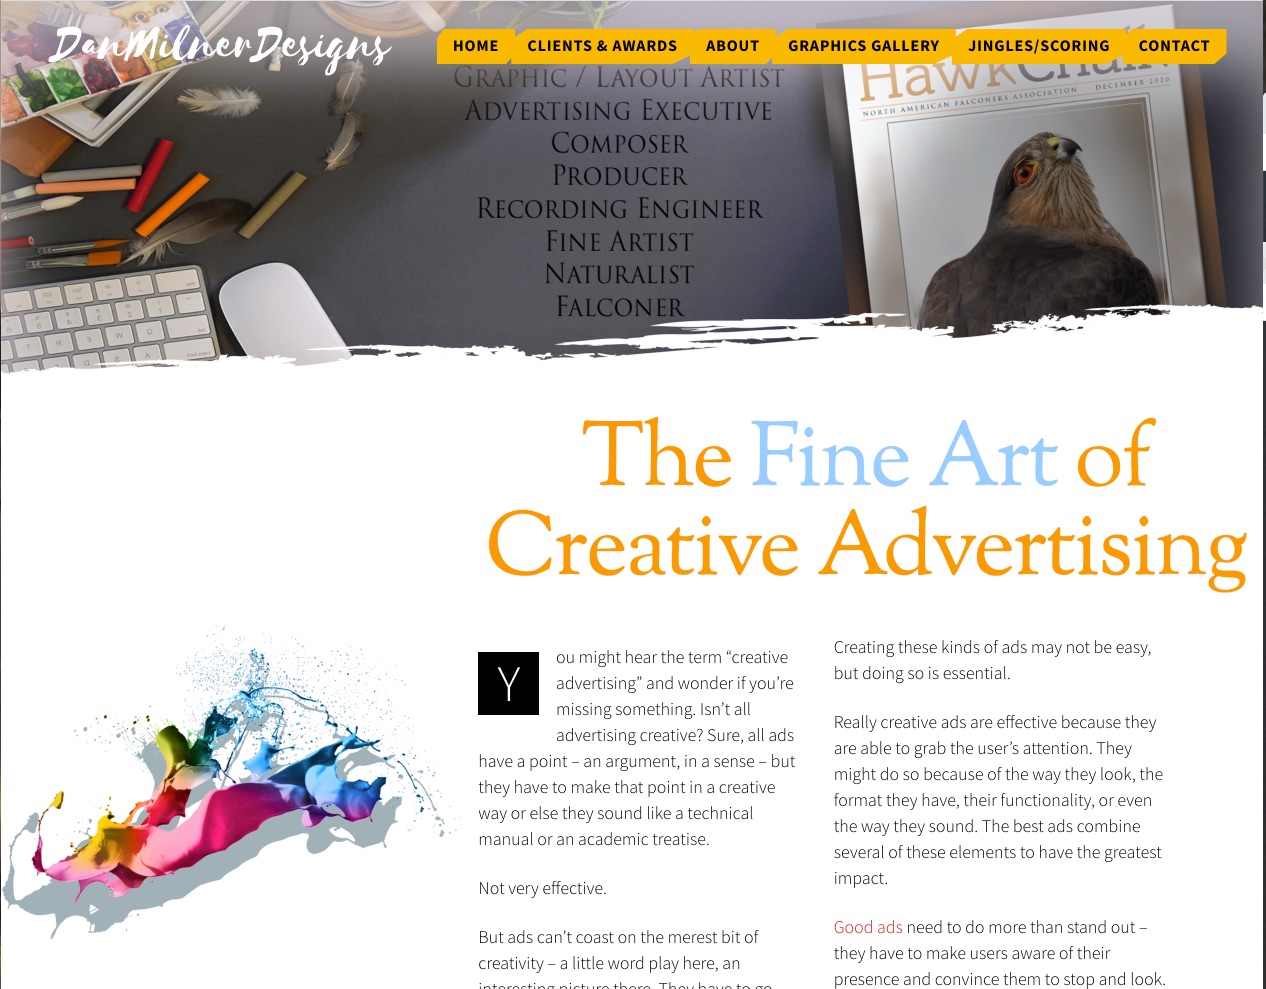 DanMilnerDesigns
HOME
CLIENTS & AWARDS
ABOUT
GRAPHICS GALLERY
JINGLES/SCORING
CONTACT
GRAPHIC / LAYOUT ARTIST
ADVERTISING EXECUTIVE
COMPOSER
PRODUCER
RECORDING ENGINEER
FINE ARTIST
NATURALIST
FALCONER
HawkChalk
NORTH AMERICAN FALCONERS ASSOCIATION
DECEMBER 2020
The Fine Art of
Creative Advertising
You might hear the term “creative
advertising” and wonder if you’re
missing something. Isn’t all
advertising creative? Sure, all ads
have a point – an argument, in a sense – but
they have to make that point in a creative
way or else they sound like a technical
manual or an academic treatise.
Not very effective.
But ads can’t coast on the merest bit of
creativity – a little word play here, an
interesting picture there. They have to go
Creating these kinds of ads may not be easy,
but doing so is essential.
Really creative ads are effective because they
are able to grab the user’s attention. They
might do so because of the way they look, the
format they have, their functionality, or even
the way they sound. The best ads combine
several of these elements to have the greatest
impact.
Good ads need to do more than stand out –
they have to make users aware of their
presence and convince them to stop and look.